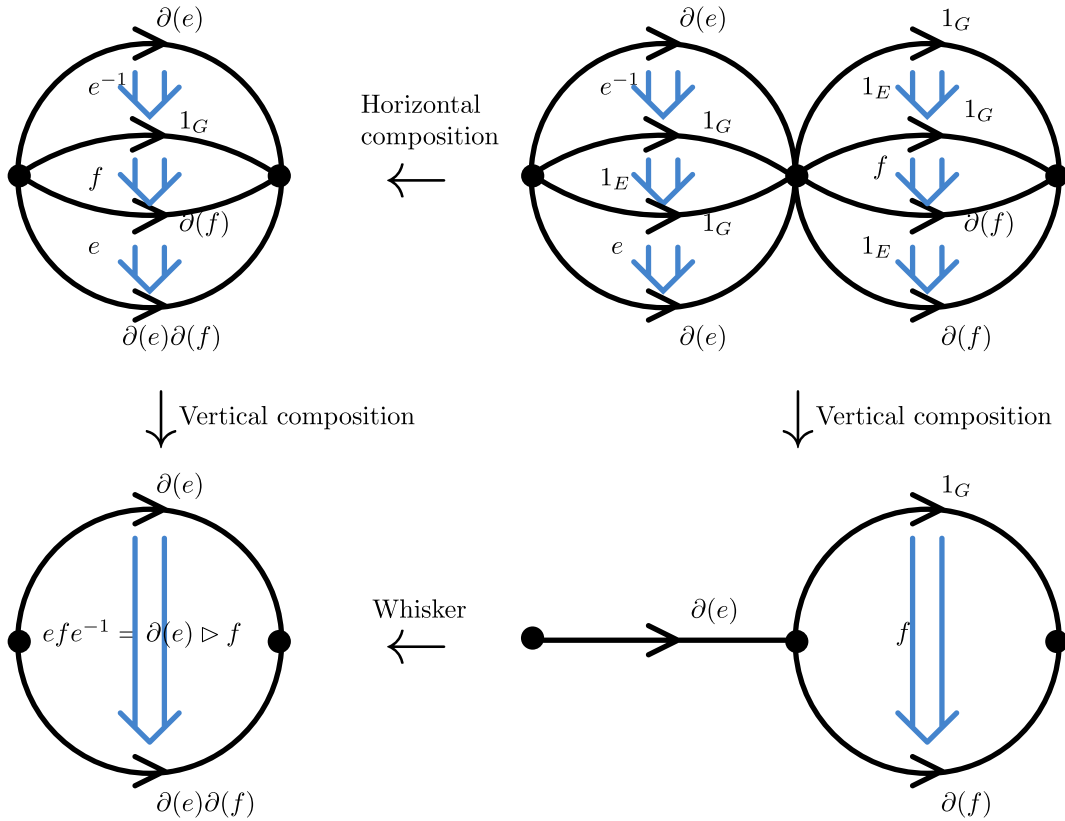 ∂(e)
e⁻¹
1_G
f
∂(f)
e
∂(e)∂(f)
Horizontal
composition
∂(e)
e⁻¹
1_G
1_E
1_G
e
∂(e)
1_G
1_E
1_G
f
∂(f)
1_E
∂(f)
Vertical composition
Vertical composition
∂(e)
efe⁻¹ = ∂(e) ▷ f
∂(e)∂(f)
Whisker
∂(e)
1_G
f
∂(f)